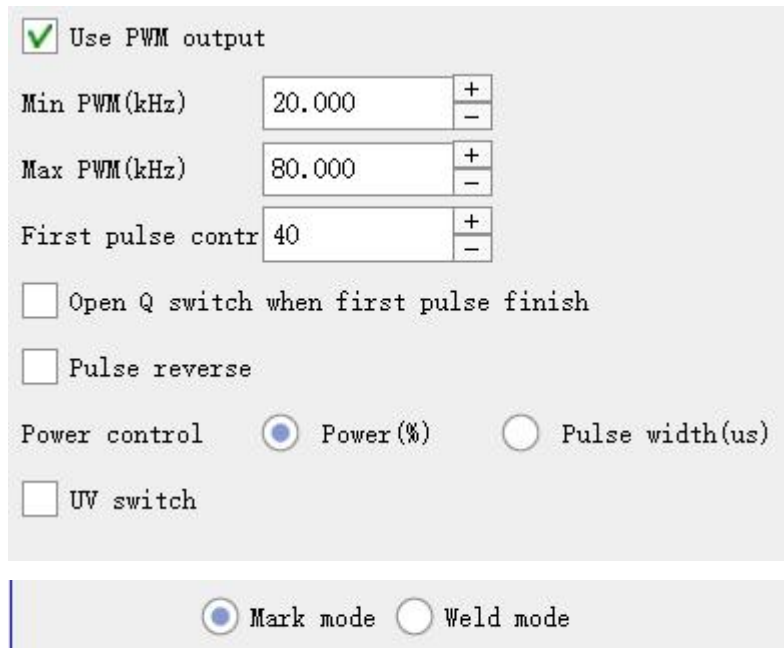 Use PWM output
Min PWM(kHz) 20.000
Max PWM(kHz) 80.000
First pulse contr 40
Open Q switch when first pulse finish
Pulse reverse
Power control Power(%) Pulse width(us)
UV switch
Mark mode Weld mode